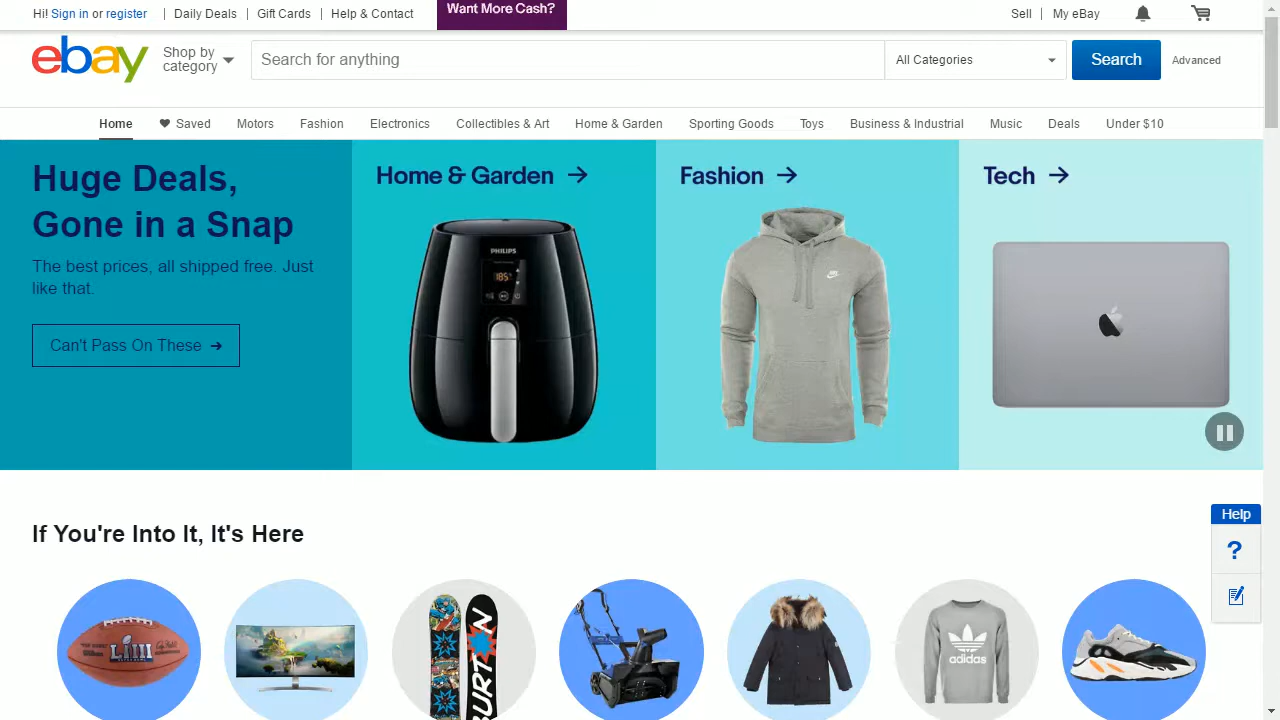 Hi! Sign in or register
Daily Deals
Gift Cards
Help & Contact
Want More Cash?
Sell
My eBay
ebay
Shop by
category
Search for anything
All Categories
Search
Advanced
Home
Saved
Motors
Fashion
Electronics
Collectibles & Art
Home & Garden
Sporting Goods
Toys
Business & Industrial
Music
Deals
Under $10
Huge Deals,
Gone in a Snap
The best prices, all shipped free. Just
like that.
Can't Pass On These
Home & Garden
PHILIPS
185°
Fashion
Tech
Help
?
If You're Into It, It's Here
LIII
BURTON
adidas